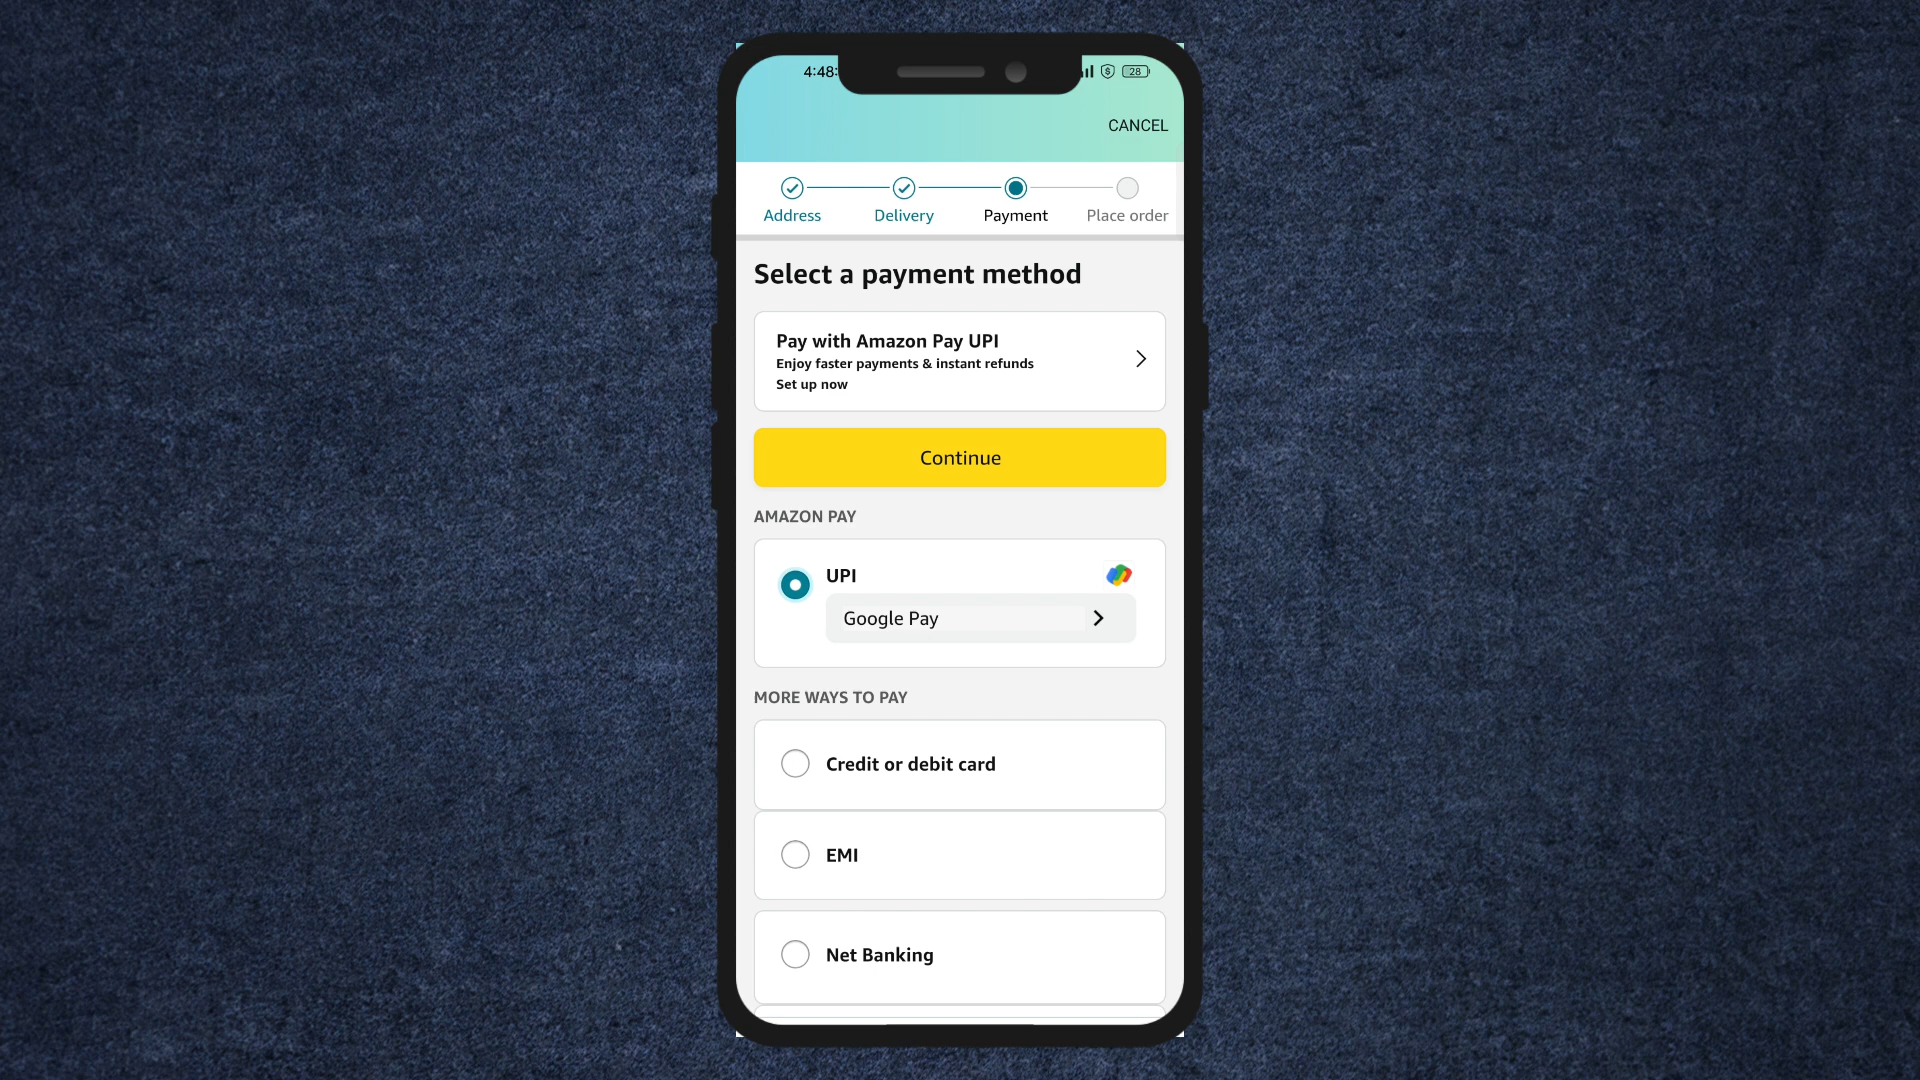 4:48:
28
CANCEL
Address Delivery Payment Place order
Select a payment method
Pay with Amazon Pay UPI
Enjoy faster payments & instant refunds
Set up now
Continue
AMAZON PAY
UPI
Google Pay
MORE WAYS TO PAY
Credit or debit card
EMI
Net Banking